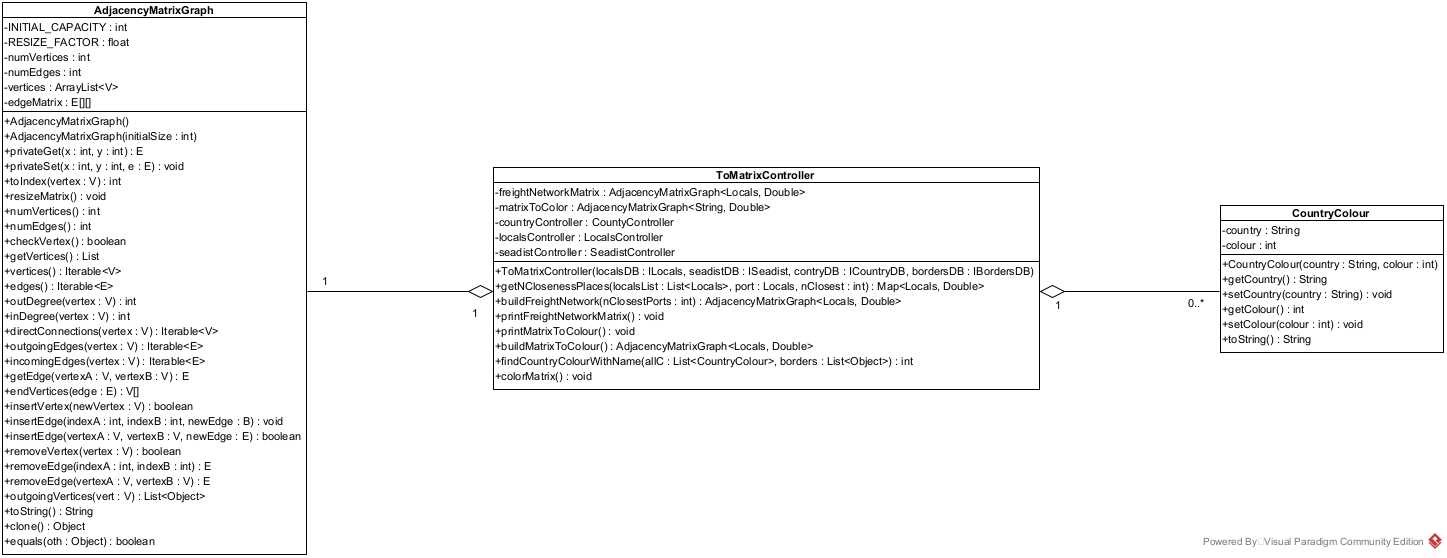 AdjacencyMatrixGraph
-INITIAL_CAPACITY : int
-RESIZE_FACTOR : float
-numVertices : int
-numEdges : int
-vertices : ArrayList<V>
-edgeMatrix : E[][]
+AdjacencyMatrixGraph()
+AdjacencyMatrixGraph(initialSize : int)
+privateGet(x : int, y : int) : E
+privateSet(x : int, y : int, e : E) : void
+toIndex(vertex : V) : int
+resizeMatrix() : void
+numVertices() : int
+numEdges() : int
+checkVertex() : boolean
+getVertices() : List
+vertices() : Iterable<V>
+edges() : Iterable<E>
+outDegree(vertex : V) : int
+inDegree(vertex : V) : int
+directConnections(vertex : V) : Iterable<V>
+outgoingEdges(vertex : V) : Iterable<E>
+incomingEdges(vertex : V) : Iterable<E>
+getEdge(vertexA : V, vertexB : V) : E
+endVertices(edge : E) : V[]
+insertVertex(newVertex : V) : boolean
+insertEdge(indexA : int, indexB : int, newEdge : B) : void
+insertEdge(vertexA : V, vertexB : V, newEdge : E) : boolean
+removeVertex(vertex : V) : boolean
+removeEdge(indexA : int, indexB : int) : E
+removeEdge(vertexA : V, vertexB : V) : E
+outgoingVertices(vert : V) : List<Object>
+toString() : String
+clone() : Object
+equals(oth : Object) : boolean
1
1
ToMatrixController
-freightNetworkMatrix : AdjacencyMatrixGraph<Locals, Double>
-matrixToColor : AdjacencyMatrixGraph<String, Double>
-countryController : CountyController
-localsController : LocalsController
-seadistController : SeadistController
+ToMatrixController(localsDB : ILocals, seadistDB : ISeadist, contryDB : ICountryDB, bordersDB : IBordersDB)
+getNClosenessPlaces(localsList : List<Locals>, port : Locals, nClosest : int) : Map<Locals, Double>
+buildFreightNetwork(nClosestPorts : int) : AdjacencyMatrixGraph<Locals, Double>
+printFreightNetworkMatrix() : void
+printMatrixToColour() : void
+buildMatrixToColour() : AdjacencyMatrixGraph<Locals, Double>
+findCountryColourWithName(allC : List<CountryColour>, borders : List<Object>) : int
+colorMatrix() : void
1
0..*
CountryColour
-country : String
-colour : int
+CountryColour(country : String, colour : int)
+getCountry() : String
+setCountry(country : String) : void
+getColour() : int
+setColour(colour : int) : void
+toString() : String
Powered By Visual Paradigm Community Edition